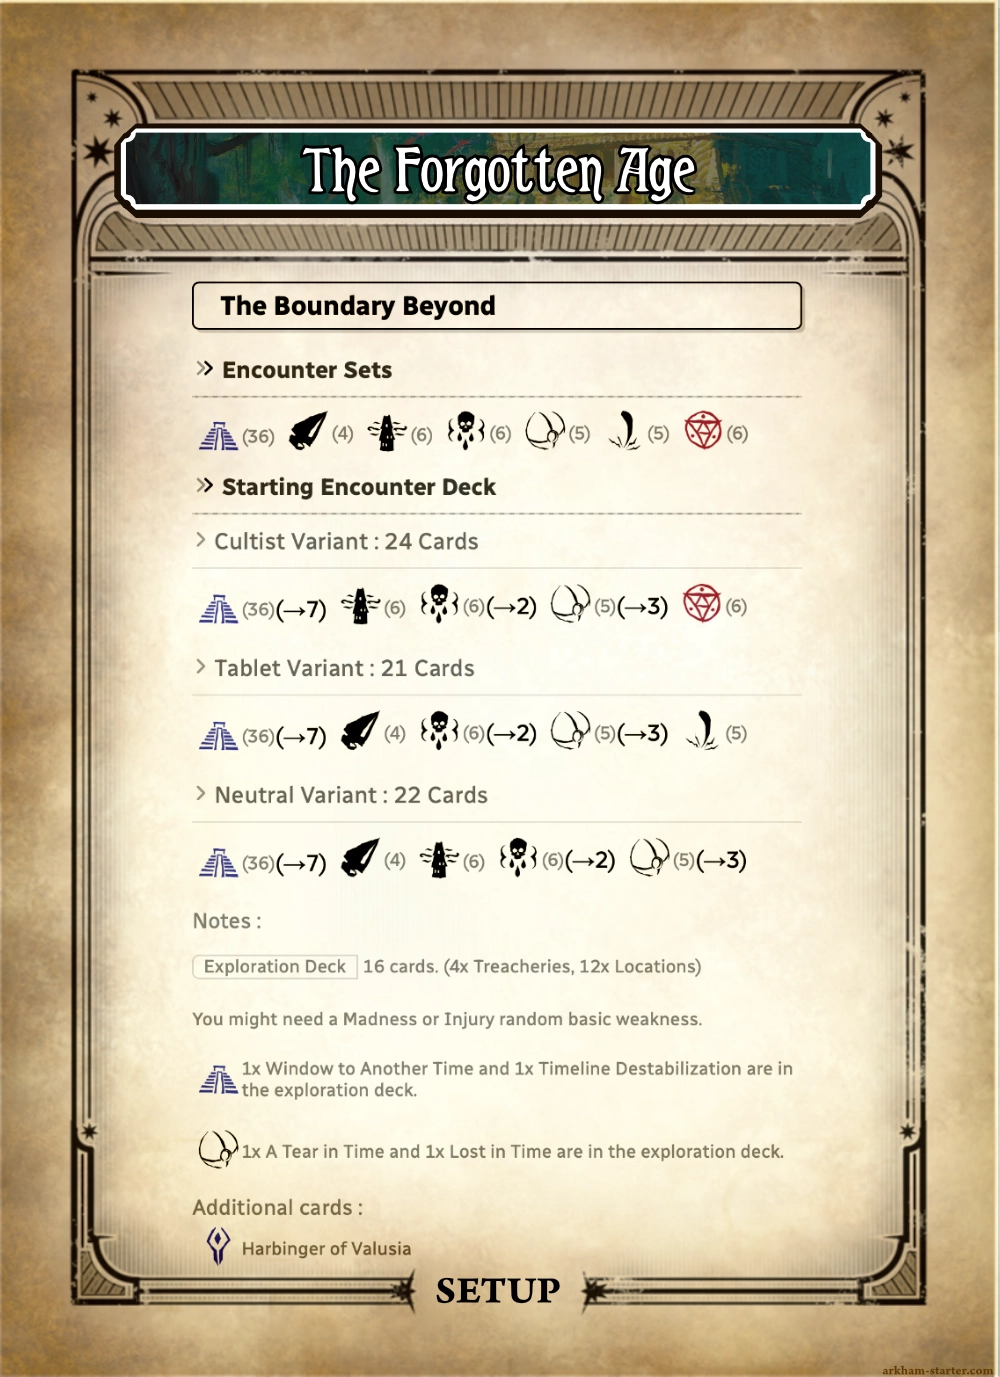 The Forgotten Age
The Boundary Beyond
Encounter Sets
(36) (4) (6) (6) (5) (5) (6)
Starting Encounter Deck
Cultist Variant : 24 Cards
(36)(→7) (6) (6)(→2) (5)(→3) (6)
Tablet Variant : 21 Cards
(36)(→7) (4) (6)(→2) (5)(→3) (5)
Neutral Variant : 22 Cards
(36)(→7) (4) (6) (6)(→2) (5)(→3)
Notes :
Exploration Deck 16 cards. (4x Treacheries, 12x Locations)
You might need a Madness or Injury random basic weakness.
1x Window to Another Time and 1x Timeline Destabilization are in
the exploration deck.
1x A Tear in Time and 1x Lost in Time are in the exploration deck.
Additional cards :
Harbinger of Valusia
SETUP
arkham-starter.com